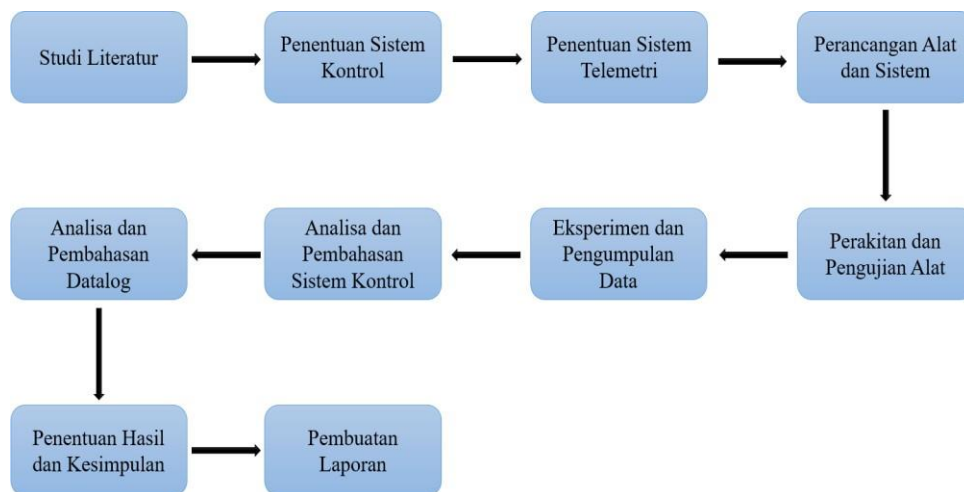 Studi Literatur
Penentuan Sistem
Kontrol
Penentuan Sistem
Telemetri
Perancangan Alat
dan Sistem
Perakitan dan
Pengujian Alat
Eksperimen dan
Pengumpulan
Data
Analisa dan
Pembahasan
Sistem Kontrol
Analisa dan
Pembahasan
Datalog
Penentuan Hasil
dan Kesimpulan
Pembuatan
Laporan